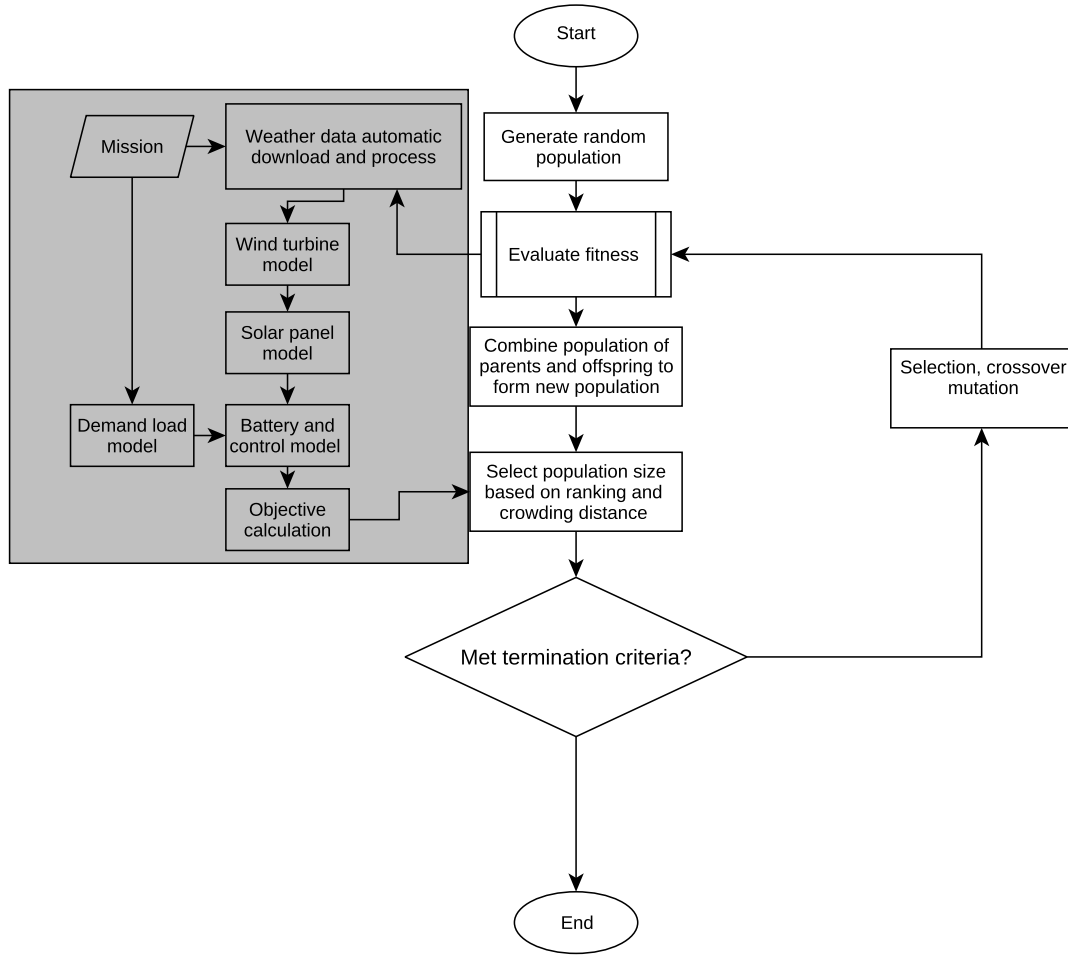 Start
Generate random
population
Mission
Weather data automatic
download and process
Evaluate fitness
Wind turbine
model
Solar panel
model
Combine population of
parents and offspring to
form new population
Selection, crossover
mutation
Demand load
model
Battery and
control model
Select population size
based on ranking and
crowding distance
Objective
calculation
Met termination criteria?
End